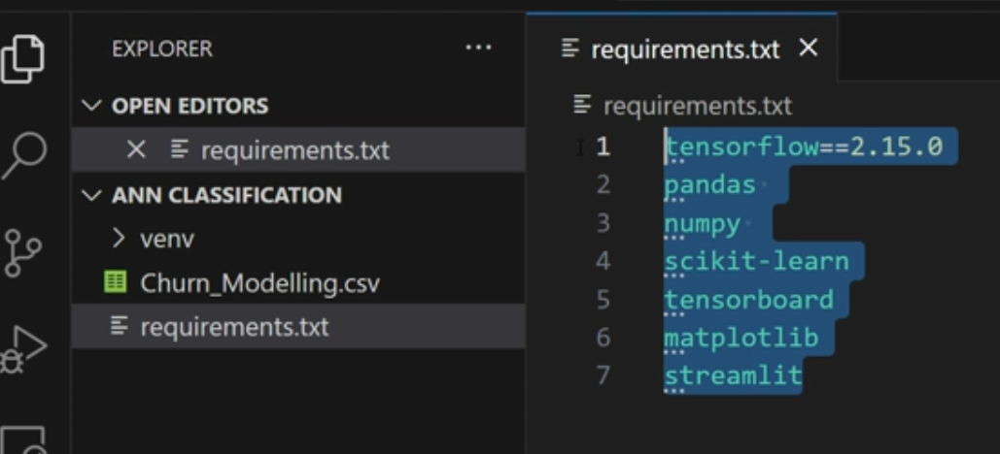 EXPLORER
...
OPEN EDITORS
requirements.txt
ANN CLASSIFICATION
venv
Churn_Modelling.csv
requirements.txt
requirements.txt
requirements.txt
1 tensorflow==2.15.0
2 pandas
3 numpy
4 scikit-learn
5 tensorboard
6 matplotlib
7 streamlit